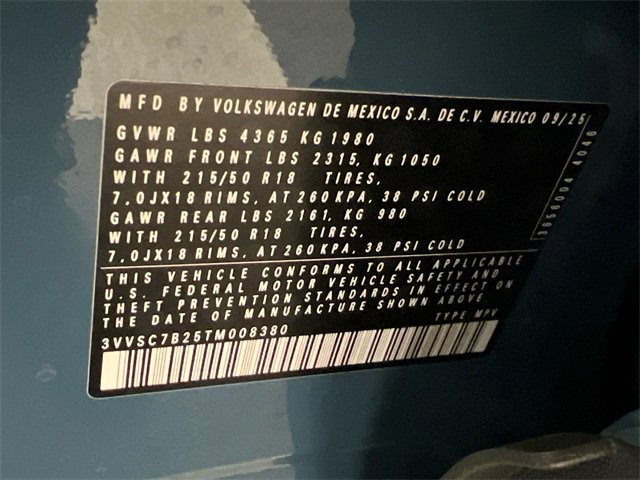 MFD BY VOLKSWAGEN DE MEXICO S.A. DE C.V. MEXICO 09/25
GVWR LBS 4365 KG 1980
GAWR FRONT LBS 2315, KG 1050
WITH 215/50 R18 TIRES,
7,0JX18 RIMS, AT 260KPA, 38 PSI COLD
GAWR REAR LBS 2161, KG 980
WITH 215/50 R18 TIRES,
7,0JX18 RIMS, AT 260KPA, 38 PSI COLD
THIS VEHICLE CONFORMS TO ALL APPLICABLE
U.S. FEDERAL MOTOR VEHICLE SAFETY AND
THEFT PREVENTION STANDARDS IN EFFECT ON
THE DATE OF MANUFACTURE SHOWN ABOVE
3VVSC7B25TM008380 TYPE: MPV
3050004 4046